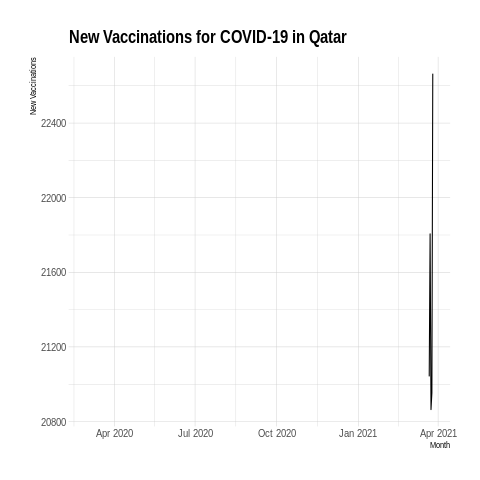 New Vaccinations for COVID-19 in Qatar
New Vaccinations
22400
22000
21600
21200
20800
Apr 2020 Jul 2020 Oct 2020 Jan 2021 Apr 2021
Month